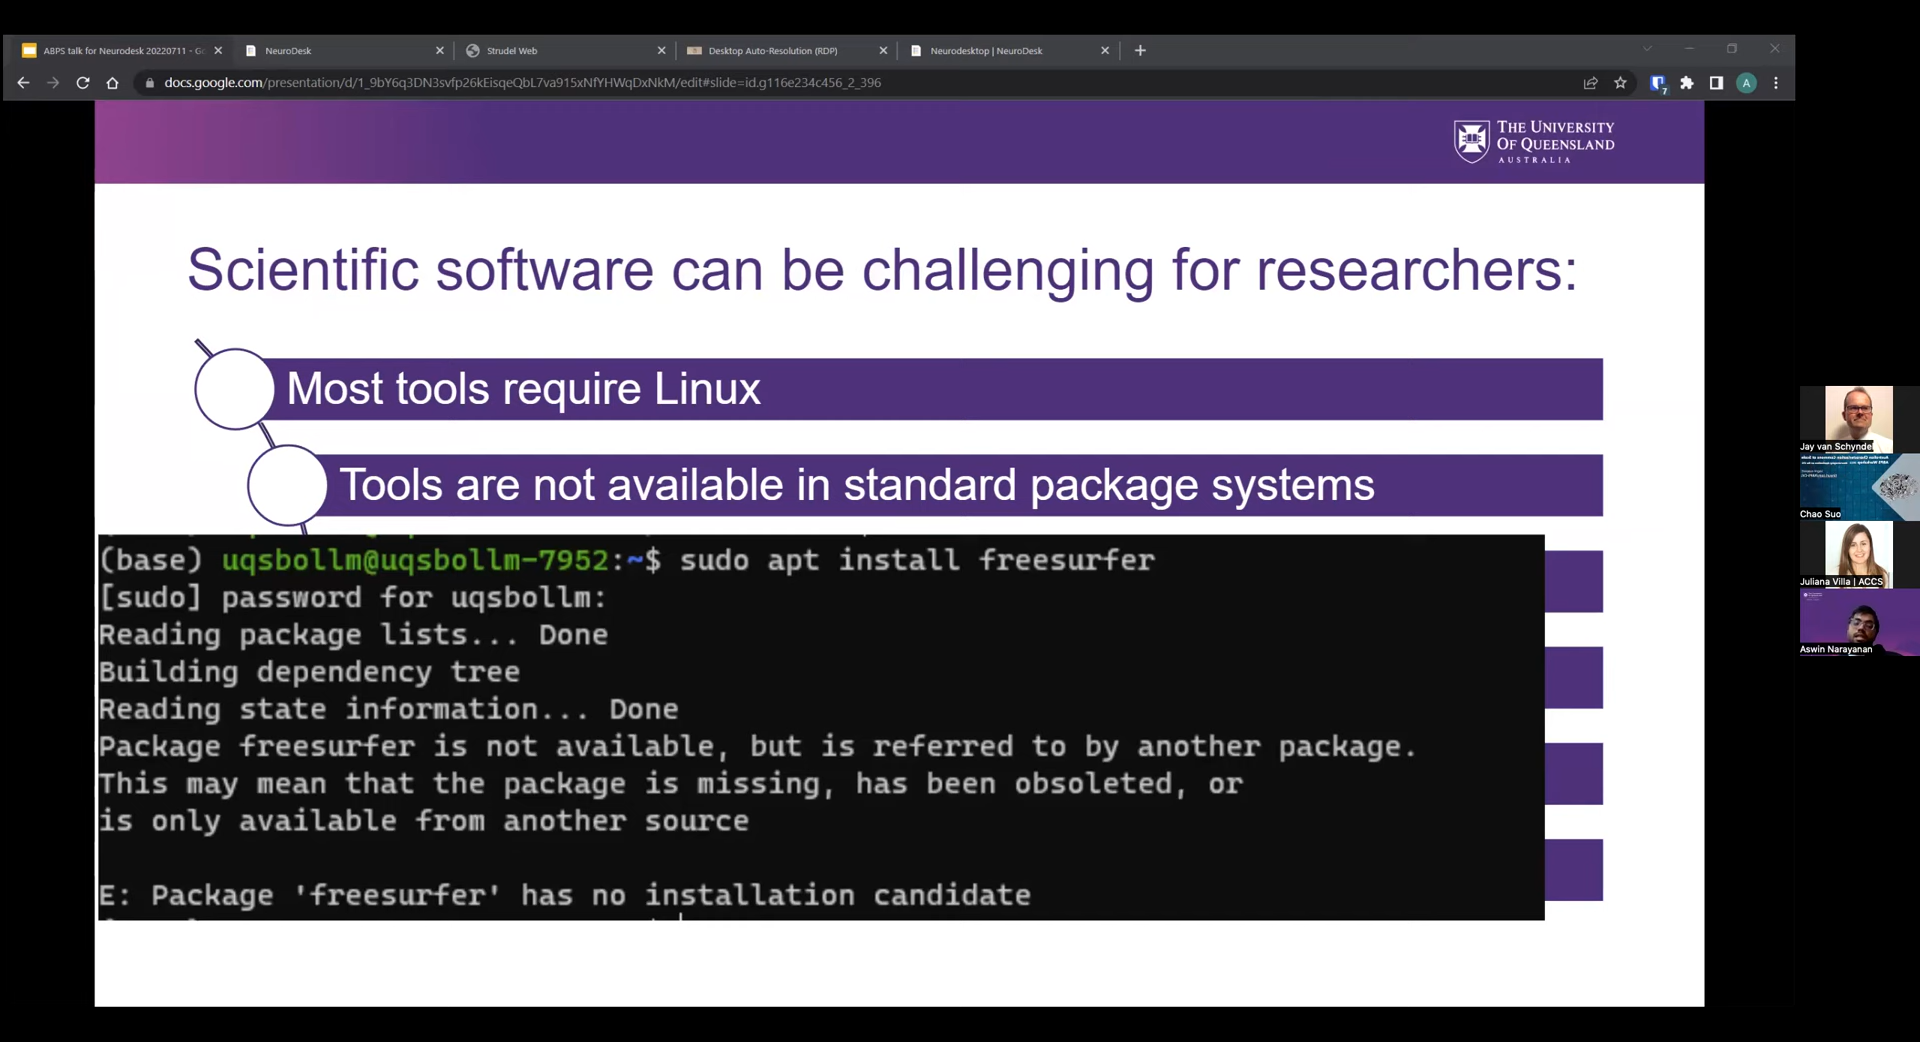 ABPS talk for Neurodesk 20220711 - Go
NeuroDesk
Strudel Web
Desktop Auto-Resolution (RDP)
Neurodesktop | NeuroDesk
docs.google.com/presentation/d/1_9bY6q3DN3svfp26kEisqeQbL7va915xNfYHWqDxNkM/edit#slide=id.g116e234c456_2_396
7
A
THE UNIVERSITY
OF QUEENSLAND
AUSTRALIA
Scientific software can be challenging for researchers:
Most tools require Linux
Tools are not available in standard package systems
(base) uqsbollm@uqsbollm-7952:~$ sudo apt install freesurfer
[sudo] password for uqsbollm:
Reading package lists... Done
Building dependency tree
Reading state information... Done
Package freesurfer is not available, but is referred to by another package.
This may mean that the package is missing, has been obsoleted, or
is only available from another source
E: Package 'freesurfer' has no installation candidate
Jay van Schyndel
Chao Suo
Juliana Villa | ACCS
Aswin Narayanan